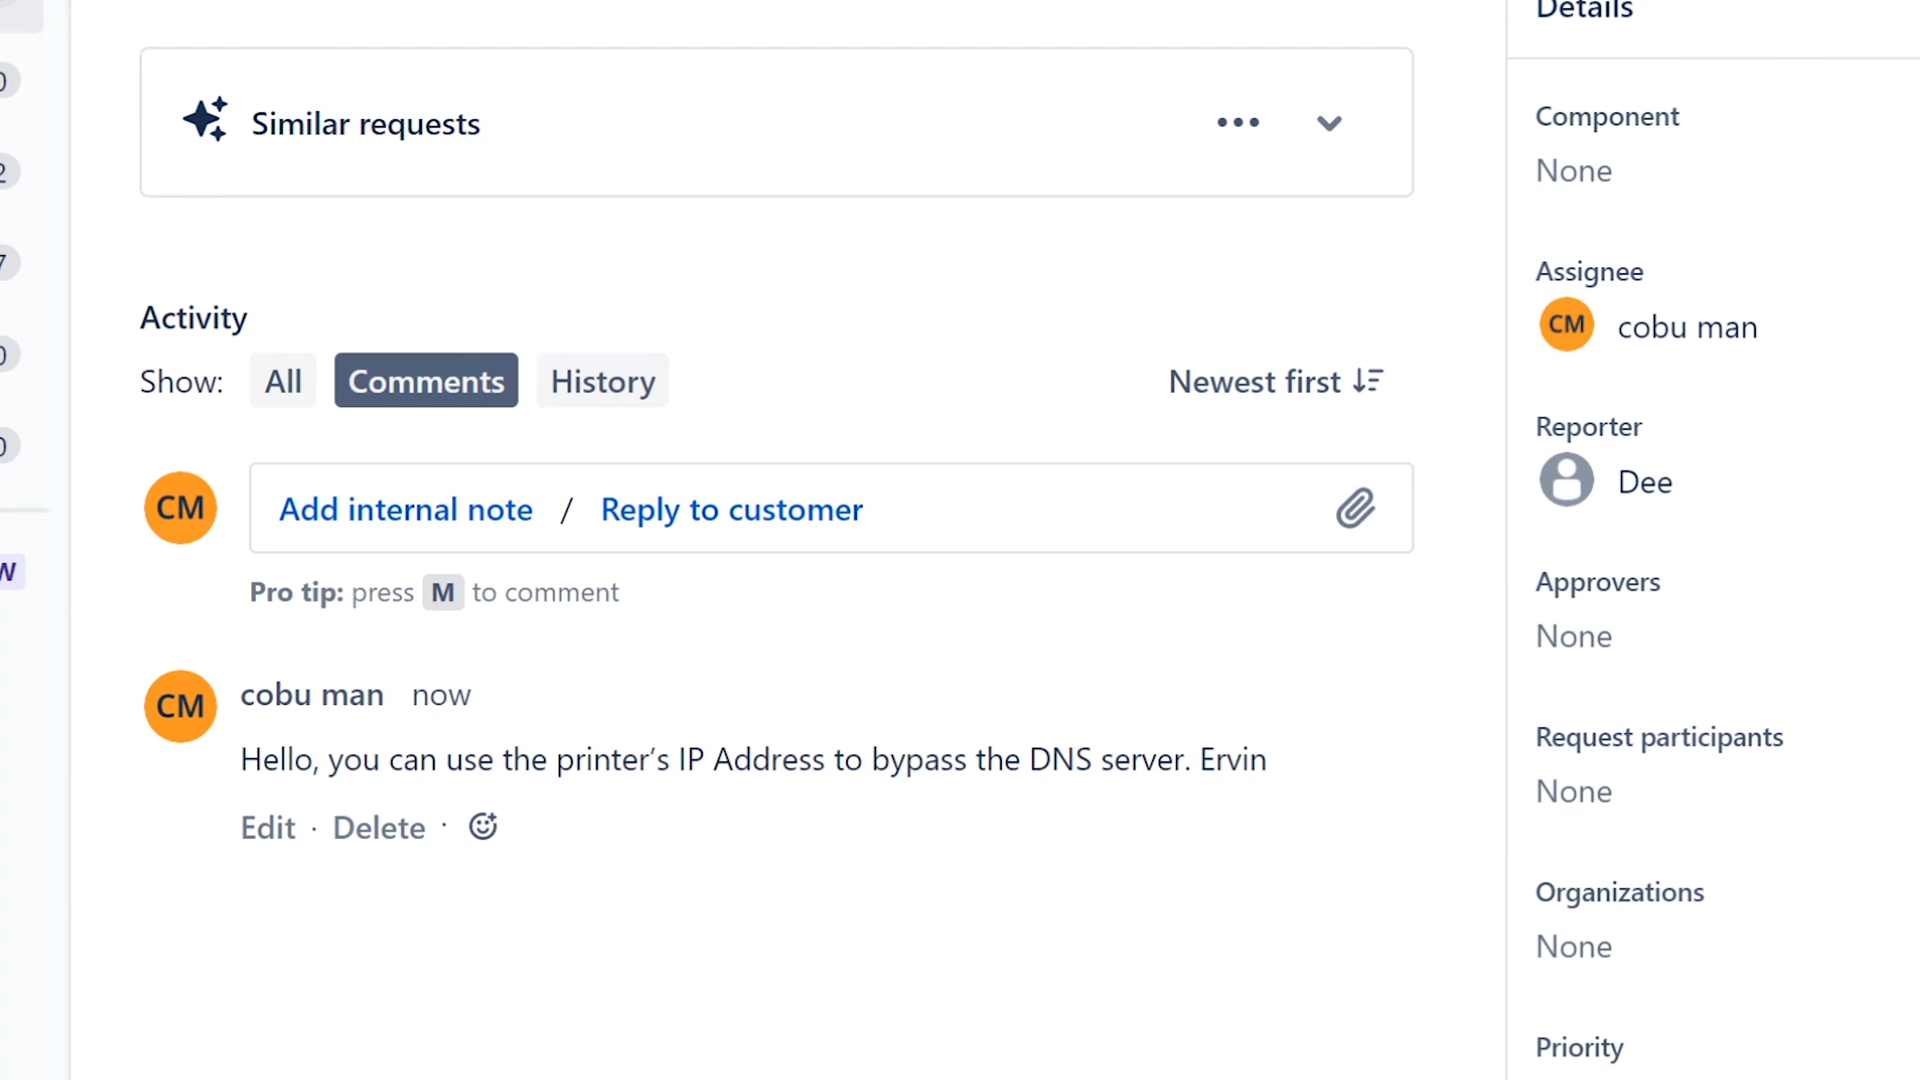 Details
Similar requests
Component
None
Activity
Show: All Comments History Newest first
Assignee
CM cobu man
Reporter
Dee
CM Add internal note / Reply to customer
Pro tip: press M to comment
Approvers
None
CM cobu man now
Hello, you can use the printer’s IP Address to bypass the DNS server. Ervin
Edit · Delete ·
Request participants
None
Organizations
None
Priority